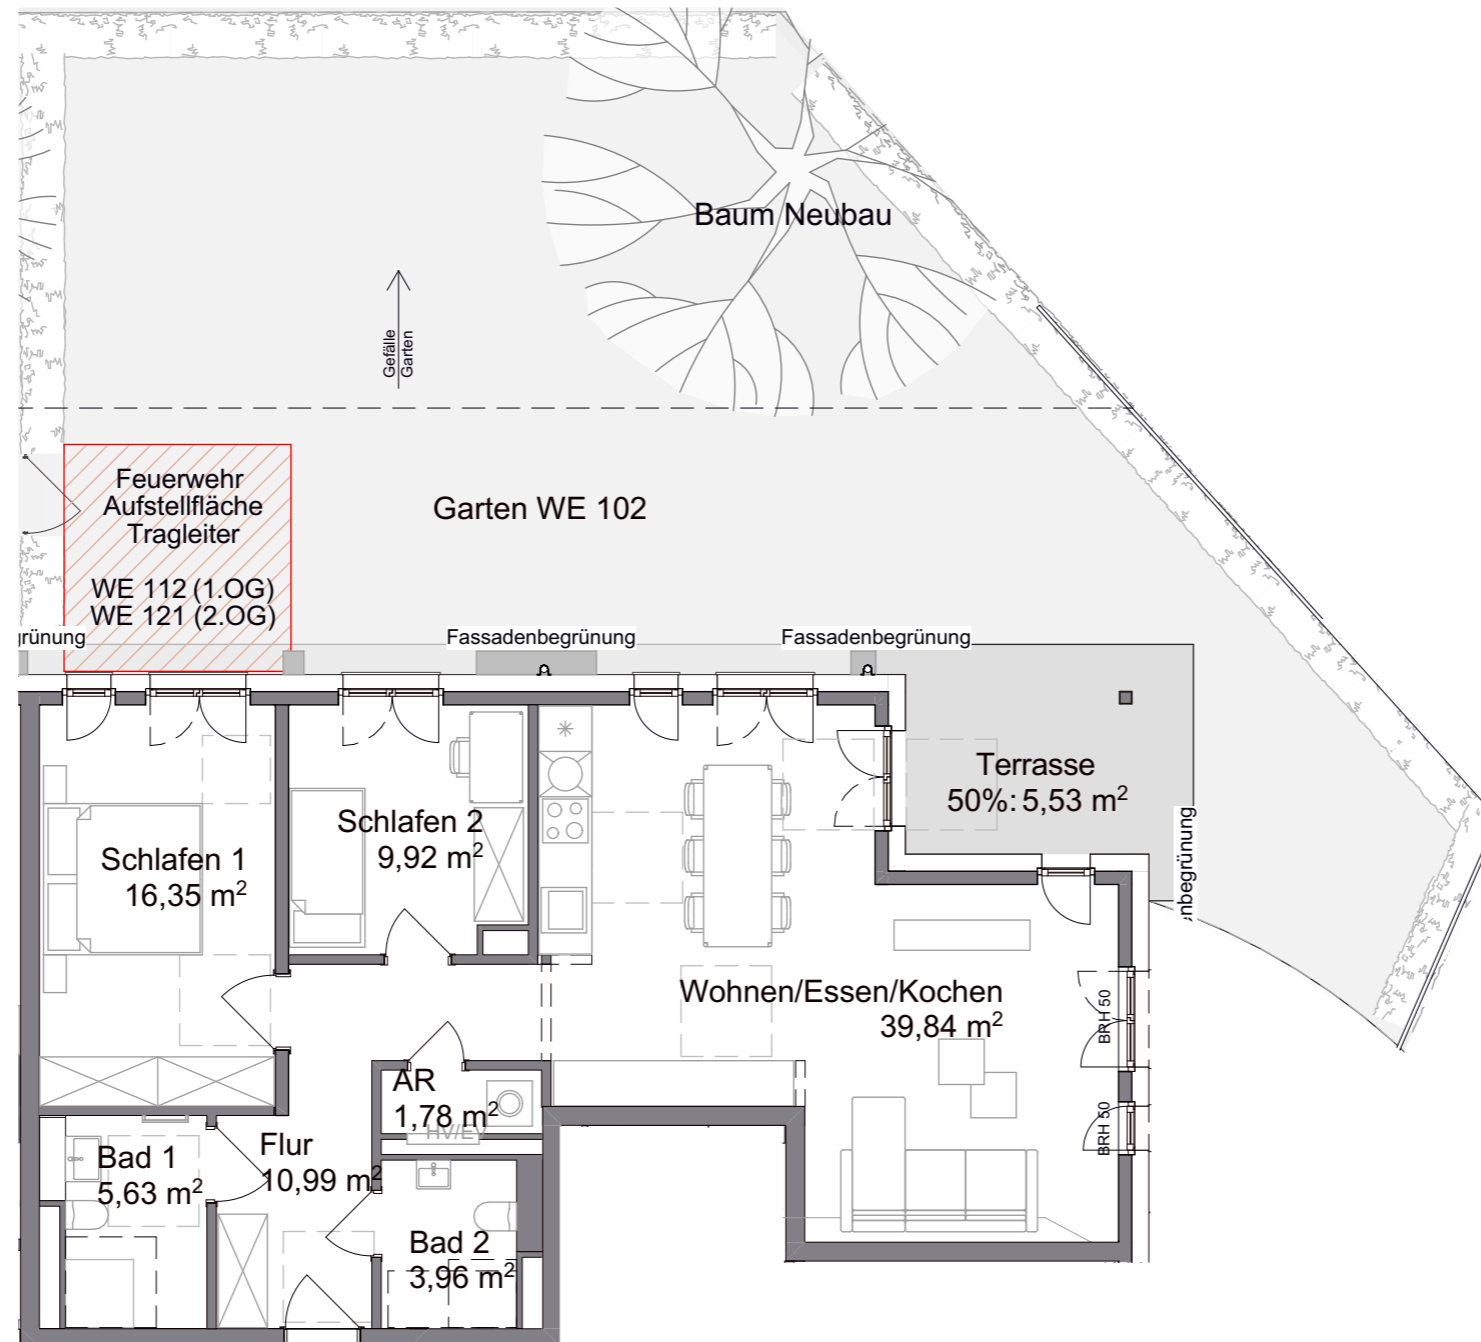 Baum Neubau
Gefälle
Garten
Feuerwehr
Aufstellfläche
Tragleiter
WE 112 (1.OG)
WE 121 (2.OG)
Garten WE 102
grünung
Fassadenbegrünung
Fassadenbegrünung
Terrasse
50%: 5,53 m²
nbegrünung
Schlafen 2
9,92 m²
Schlafen 1
16,35 m²
Wohnen/Essen/Kochen
39,84 m²
BRH 50
BRH 50
AR
1,78 m²
HV/EV
Flur
10,99 m²
Bad 1
5,63 m²
Bad 2
3,96 m²